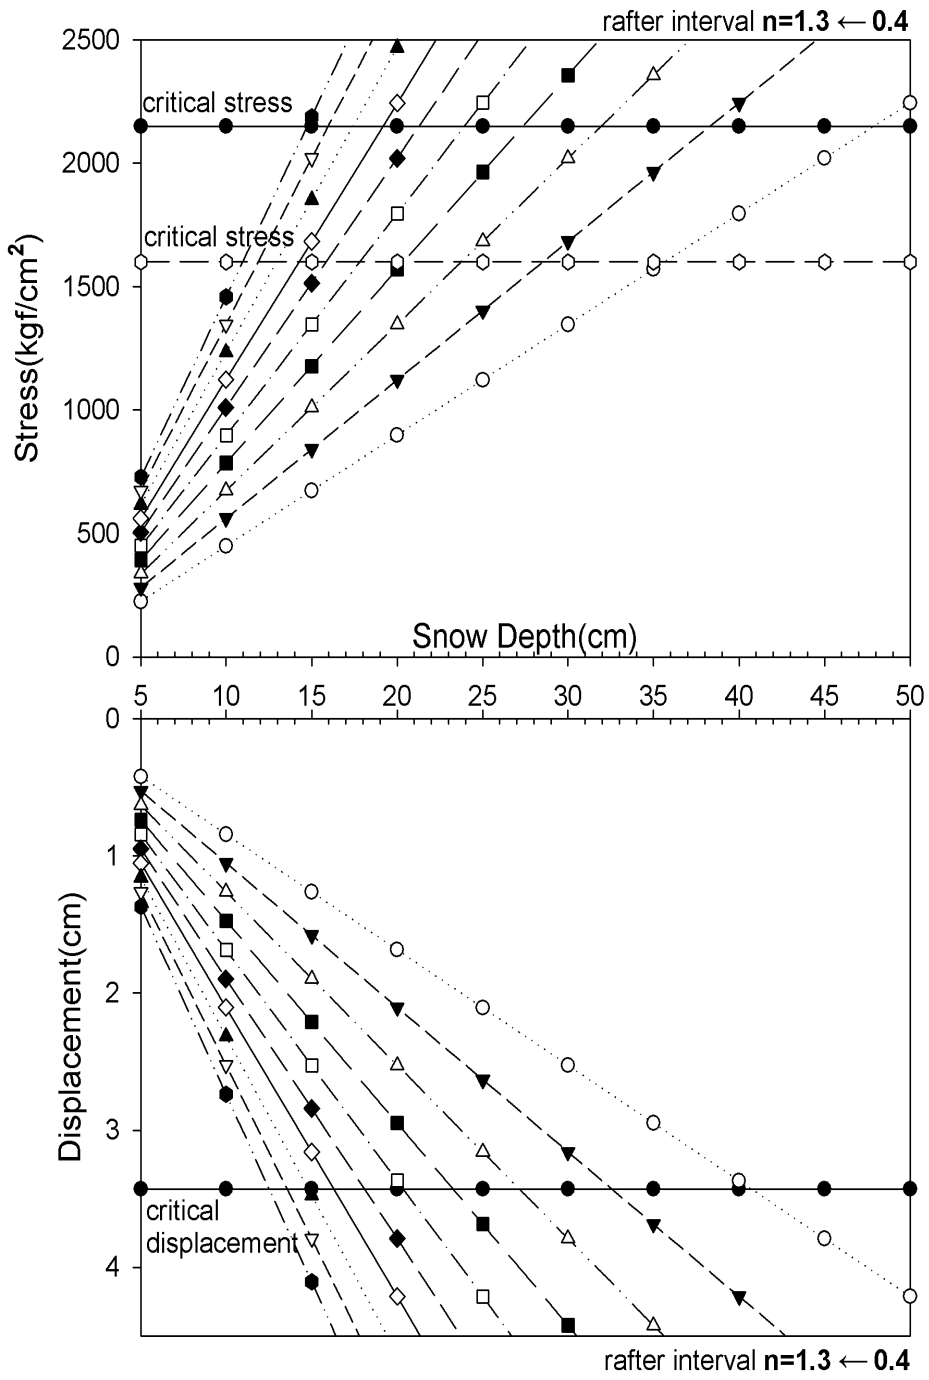 rafter interval n=1.3 ← 0.4
2500
critical stress
2000
critical stress
1500
1000
500
0
Stress(kgf/cm²)
Snow Depth(cm)
5 10 15 20 25 30 35 40 45 50
0
1
2
3
4
Displacement(cm)
critical
displacement
rafter interval n=1.3 ← 0.4